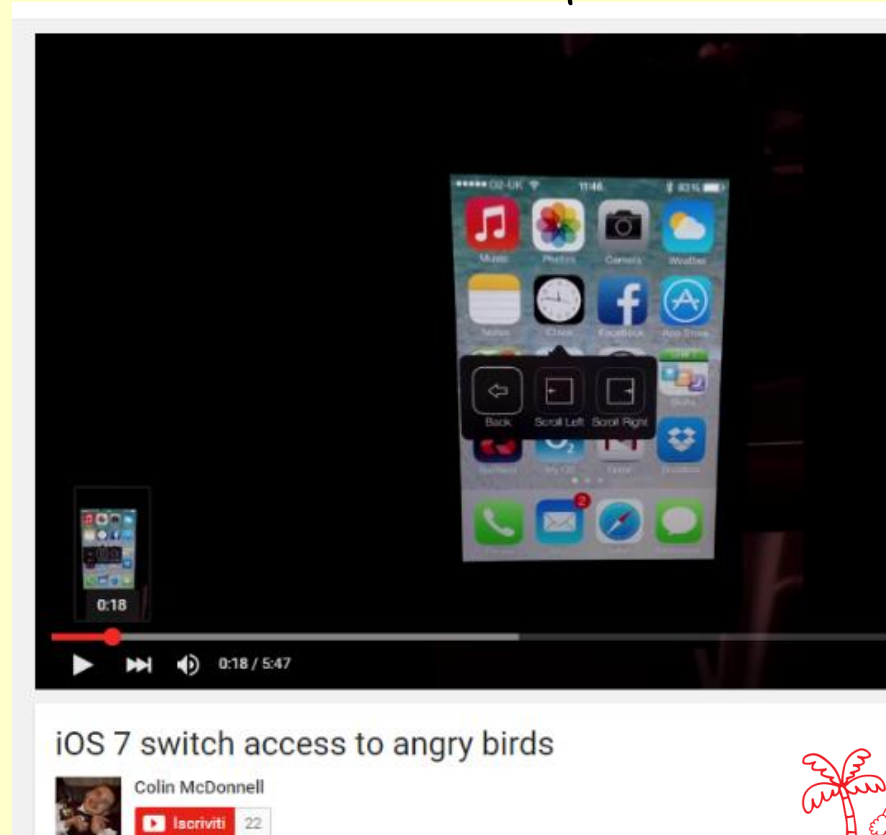 O2-UK 11:46 83%
Music Photos Camera Weather
Notes Clock Facebook App Store
Back Scroll Left Scroll Right
2
0:18
0:18 / 5:47
iOS 7 switch access to angry birds
Colin McDonnell
Iscriviti 22